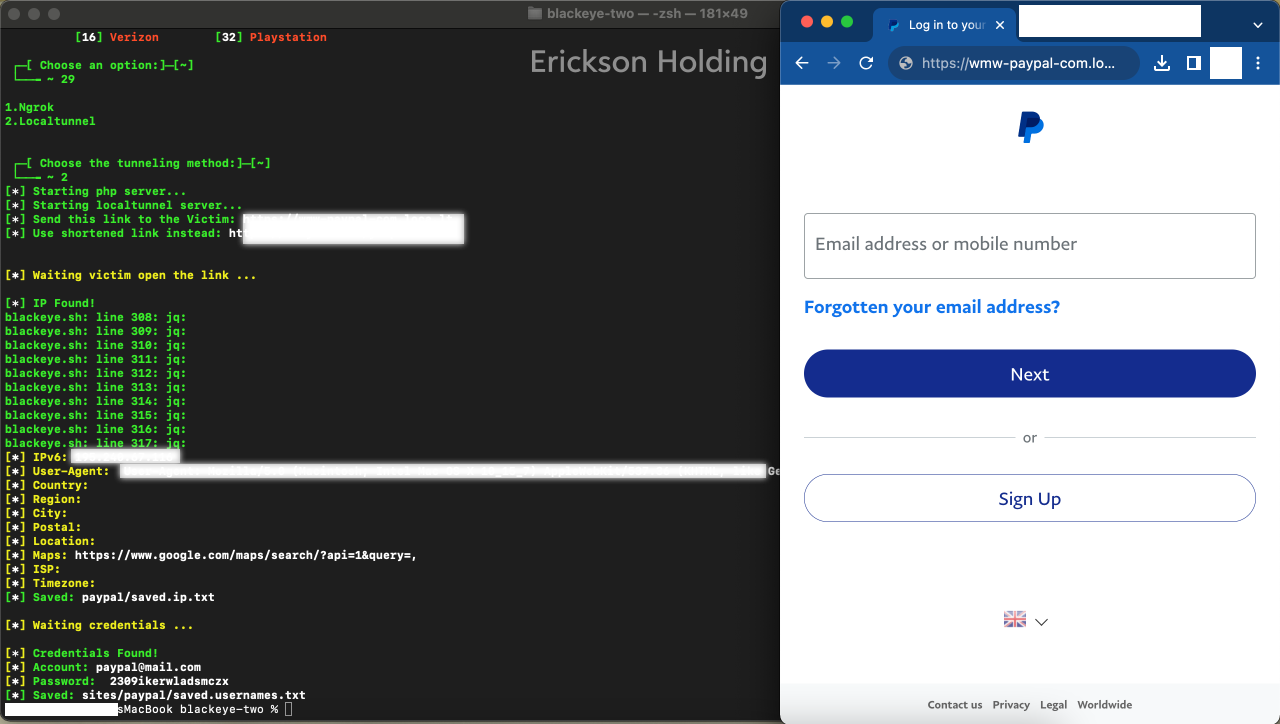 blackeye-two — -zsh — 181×49
[16] Verizon [32] Playstation
Erickson Holding
[ Choose an option:]—[~]
~ 29
1.Ngrok
2.Localtunnel
[ Choose the tunneling method:]—[~]
~ 2
[*] Starting php server...
[*] Starting localtunnel server...
[*] Send this link to the Victim:
[*] Use shortened link instead: ht
[*] Waiting victim open the link ...
[*] IP Found!
blackeye.sh: line 308: jq:
blackeye.sh: line 309: jq:
blackeye.sh: line 310: jq:
blackeye.sh: line 311: jq:
blackeye.sh: line 312: jq:
blackeye.sh: line 313: jq:
blackeye.sh: line 314: jq:
blackeye.sh: line 315: jq:
blackeye.sh: line 316: jq:
blackeye.sh: line 317: jq:
[*] IPv6:
[*] User-Agent: Ge
[*] Country:
[*] Region:
[*] City:
[*] Postal:
[*] Location:
[*] Maps: https://www.google.com/maps/search/?api=1&query=,
[*] ISP:
[*] Timezone:
[*] Saved: paypal/saved.ip.txt
[*] Waiting credentials ...
[*] Credentials Found!
[*] Account: paypal@mail.com
[*] Password: 2309ikerwladsmczx
[*] Saved: sites/paypal/saved.usernames.txt
sMacBook blackeye-two %
Log in to your
https://wmw-paypal-com.lo...
Email address or mobile number
Forgotten your email address?
Next
or
Sign Up
Contact us Privacy Legal Worldwide